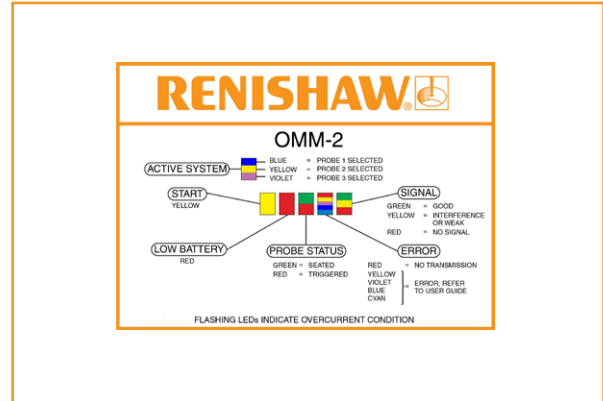 RENISHAW.
OMM-2
ACTIVE SYSTEM
BLUE = PROBE 1 SELECTED
YELLOW = PROBE 2 SELECTED
VIOLET = PROBE 3 SELECTED
START
YELLOW
SIGNAL
GREEN = GOOD
YELLOW = INTERFERENCE
OR WEAK
RED = NO SIGNAL
LOW BATTERY
RED
PROBE STATUS
GREEN = SEATED
RED = TRIGGERED
ERROR
RED = NO TRANSMISSION
YELLOW
VIOLET
BLUE
CYAN
= ERROR, REFER
TO USER GUIDE
FLASHING LEDs INDICATE OVERCURRENT CONDITION